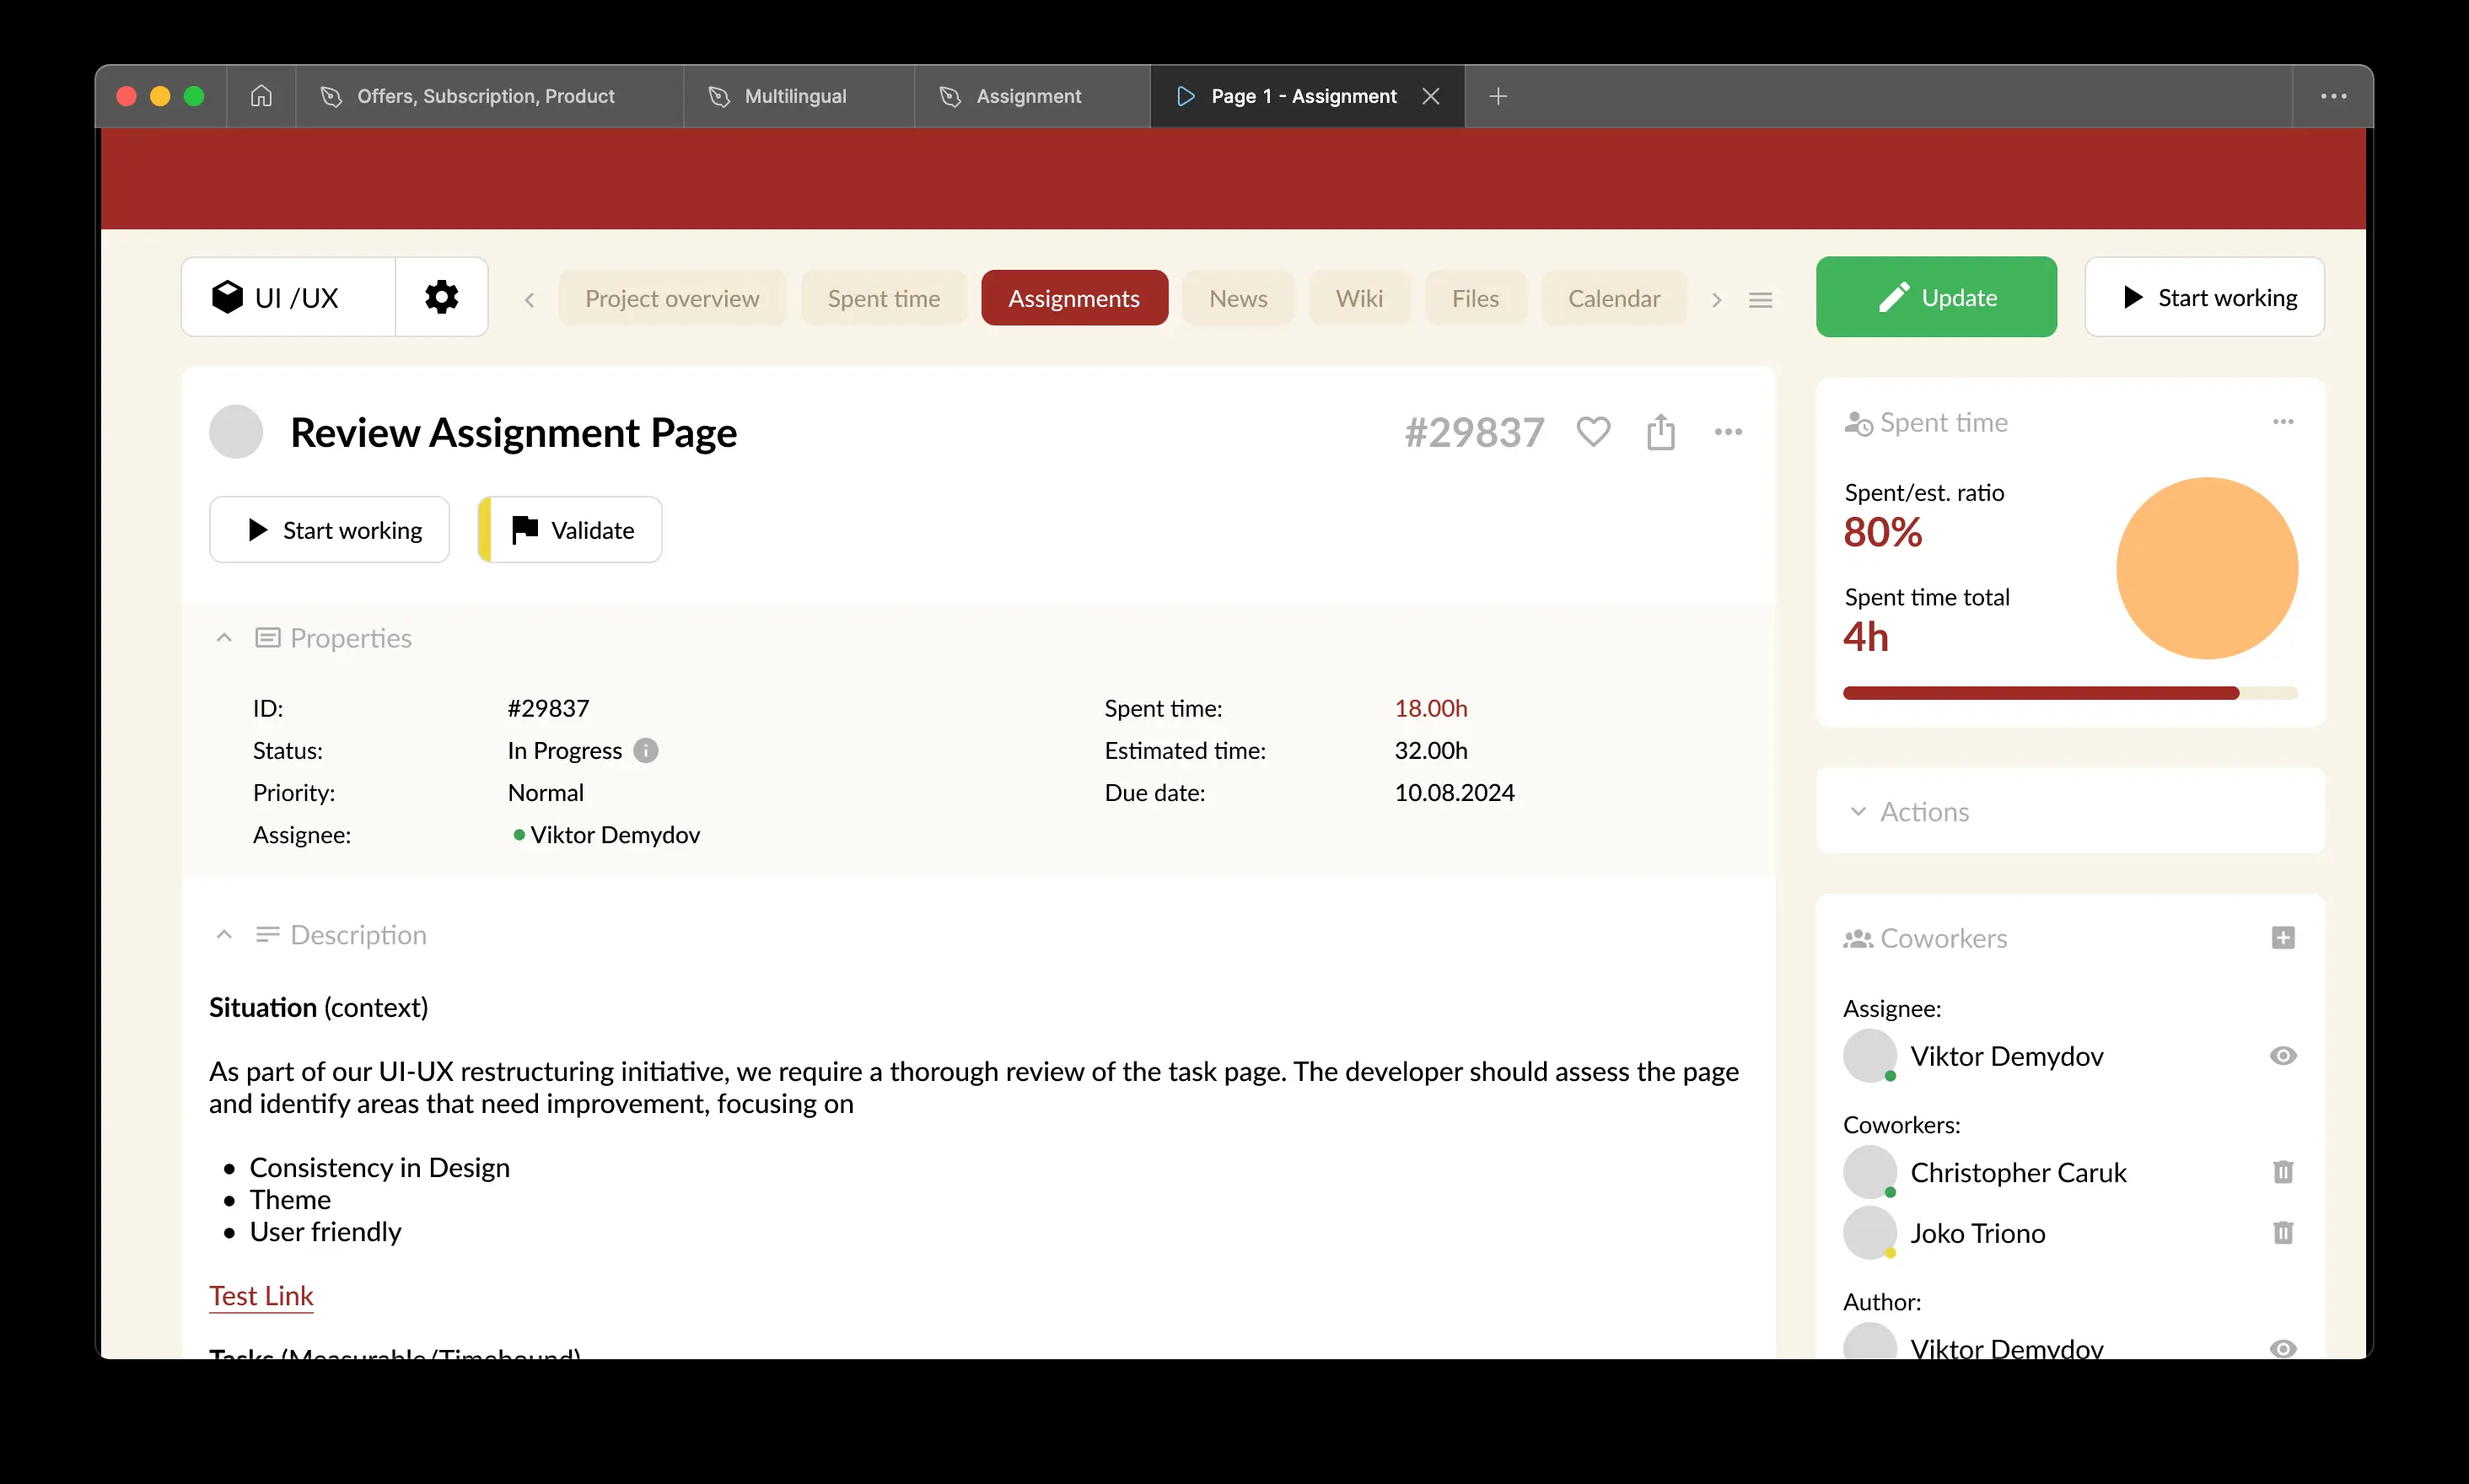 Offers, Subscription, Product
Multilingual
Assignment
Page 1 - Assignment
UI /UX
Project overview
Spent time
Assignments
News
Wiki
Files
Calendar
Update
Start working
Review Assignment Page
#29837
Start working
Validate
Properties
ID:
#29837
Status:
In Progress
Priority:
Normal
Assignee:
Viktor Demydov
Spent time:
18.00h
Estimated time:
32.00h
Due date:
10.08.2024
Description
Situation (context)
As part of our UI-UX restructuring initiative, we require a thorough review of the task page. The developer should assess the page
and identify areas that need improvement, focusing on
• Consistency in Design
• Theme
• User friendly
Test Link
Tasks (Measurable/Timebound)
Spent time
Spent/est. ratio
80%
Spent time total
4h
Actions
Coworkers
Assignee:
Viktor Demydov
Coworkers:
Christopher Caruk
Joko Triono
Author:
Viktor Demydov